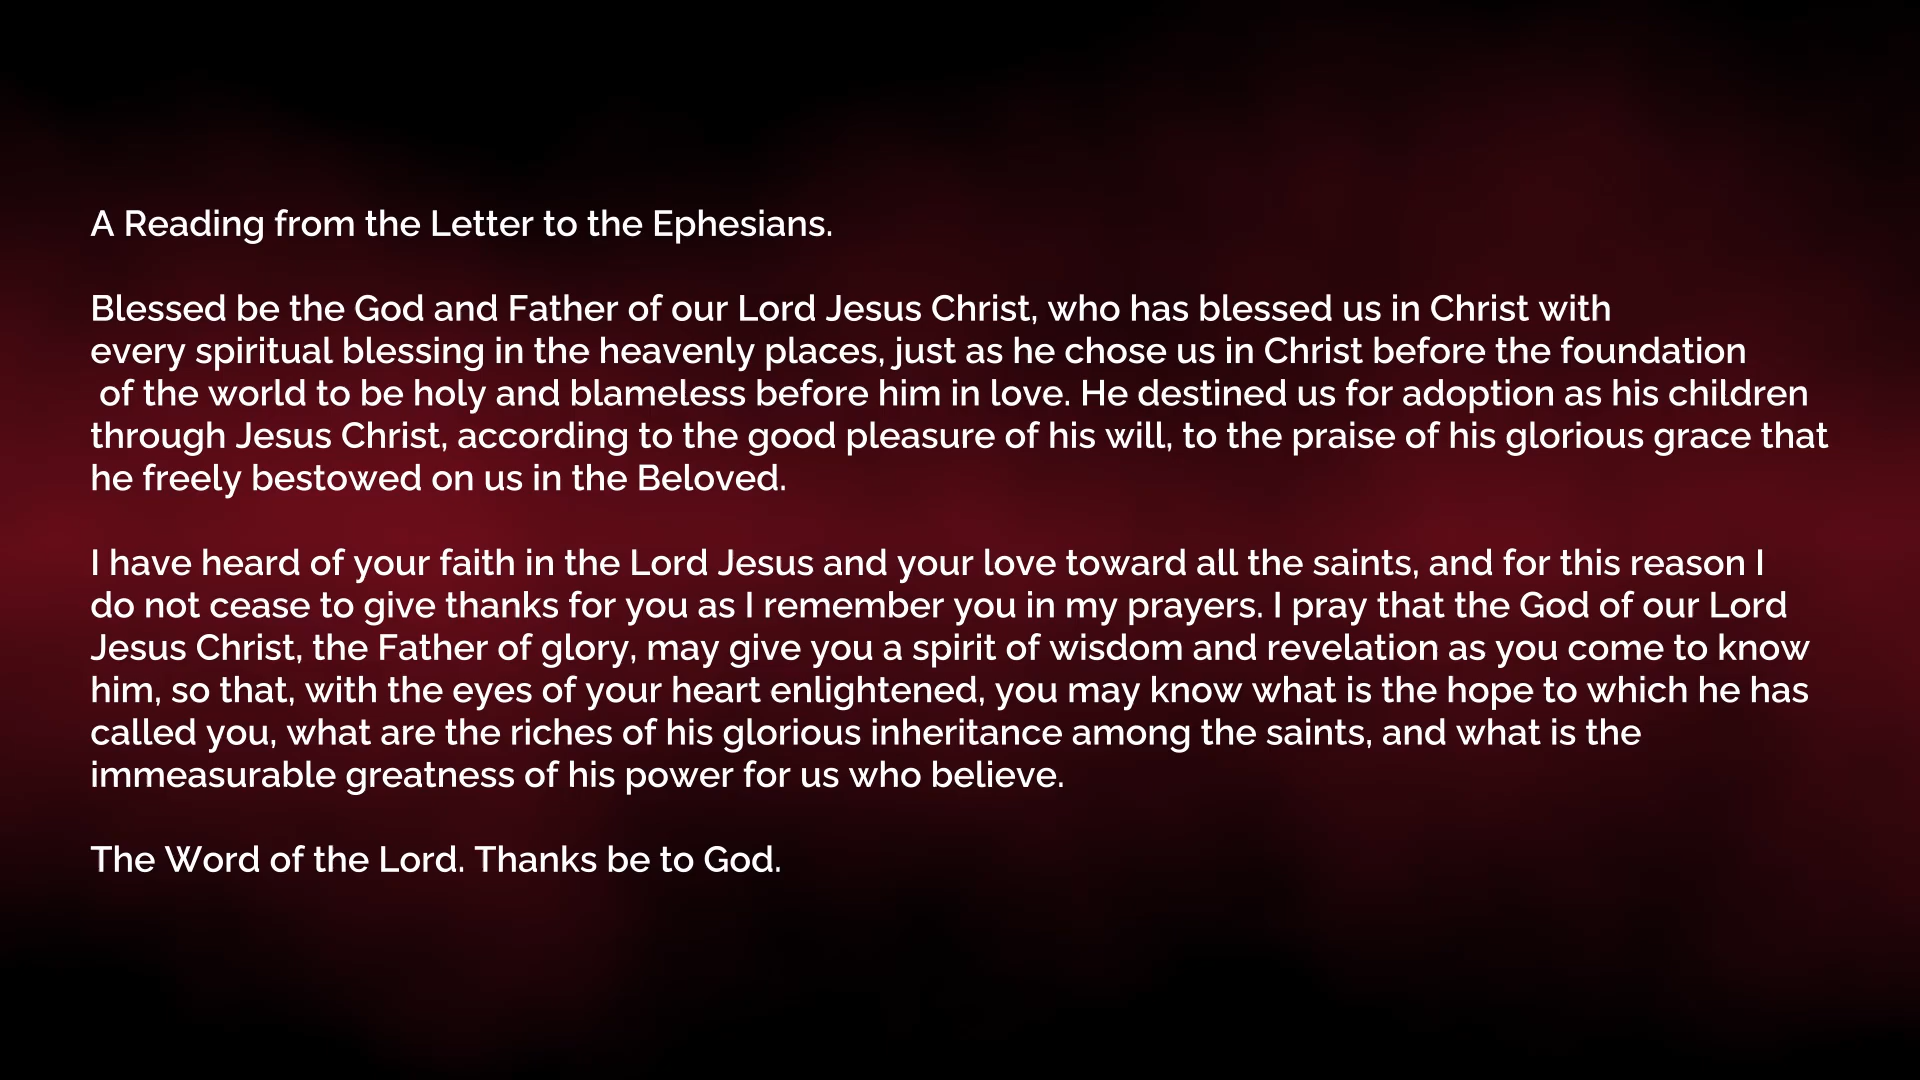 A Reading from the Letter to the Ephesians.
Blessed be the God and Father of our Lord Jesus Christ, who has blessed us in Christ with
every spiritual blessing in the heavenly places, just as he chose us in Christ before the foundation
of the world to be holy and blameless before him in love. He destined us for adoption as his children
through Jesus Christ, according to the good pleasure of his will, to the praise of his glorious grace that
he freely bestowed on us in the Beloved.
I have heard of your faith in the Lord Jesus and your love toward all the saints, and for this reason I
do not cease to give thanks for you as I remember you in my prayers. I pray that the God of our Lord
Jesus Christ, the Father of glory, may give you a spirit of wisdom and revelation as you come to know
him, so that, with the eyes of your heart enlightened, you may know what is the hope to which he has
called you, what are the riches of his glorious inheritance among the saints, and what is the
immeasurable greatness of his power for us who believe.
The Word of the Lord. Thanks be to God.